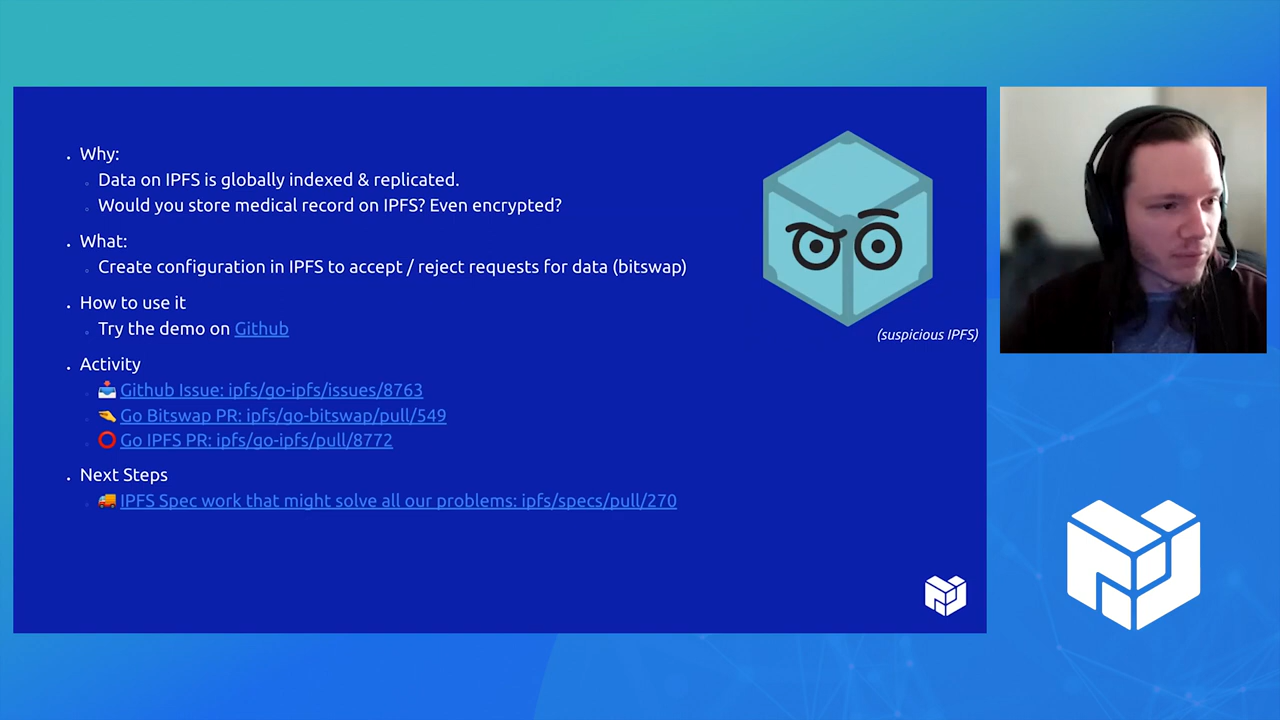 Why:
Data on IPFS is globally indexed & replicated.
Would you store medical record on IPFS? Even encrypted?
What:
Create configuration in IPFS to accept / reject requests for data (bitswap)
How to use it
Try the demo on Github
Activity
Github Issue: ipfs/go-ipfs/issues/8763
Go Bitswap PR: ipfs/go-bitswap/pull/549
Go IPFS PR: ipfs/go-ipfs/pull/8772
Next Steps
IPFS Spec work that might solve all our problems: ipfs/specs/pull/270
(suspicious IPFS)